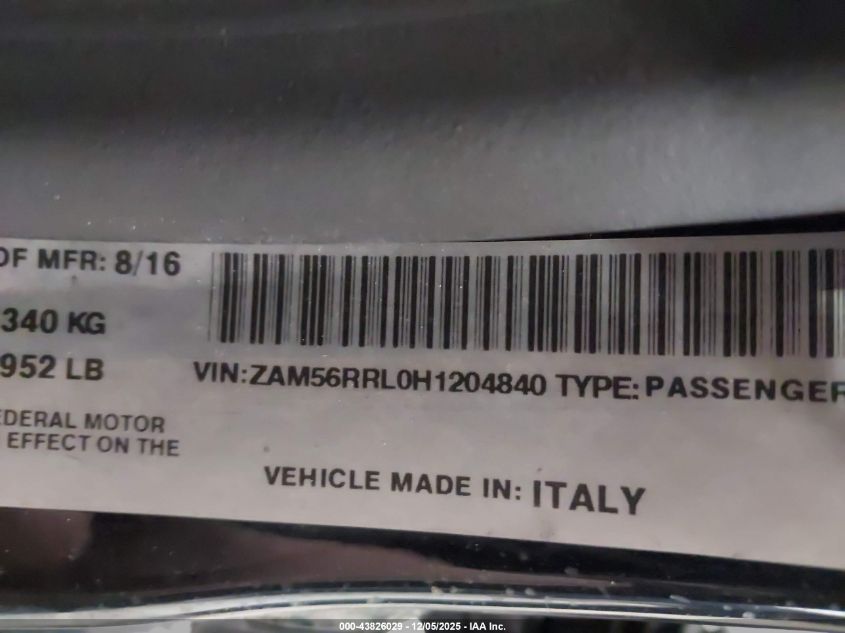 OF MFR: 8/16
340 KG
952 LB
VIN:ZAM56RRL0H1204840 TYPE: PASSENGER
FEDERAL MOTOR
EFFECT ON THE
VEHICLE MADE IN: ITALY
000-43826029 - 12/05/2025 - IAA Inc.